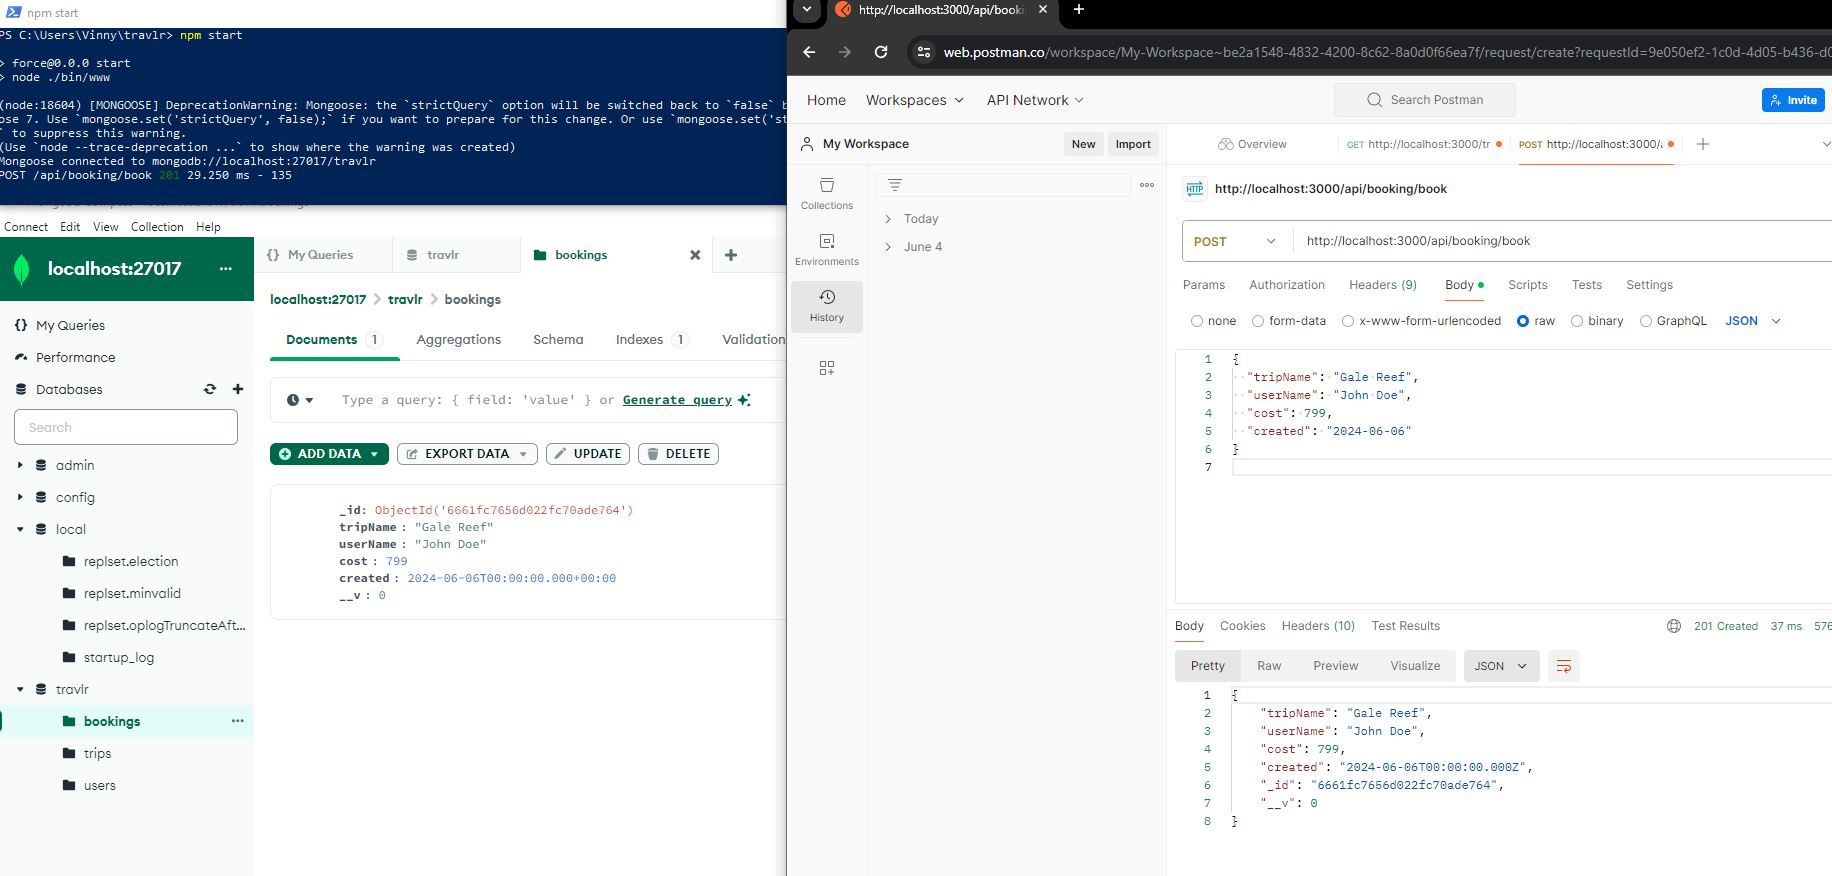 npm start
PS C:\Users\Vinny\travlr> npm start
> force@0.0.0 start
> node ./bin/www
(node:18604) [MONGOOSE] DeprecationWarning: Mongoose: the `strictQuery` option will be switched back to `false` b
ose 7. Use `mongoose.set('strictQuery', false);` if you want to prepare for this change. Or use `mongoose.set('st
` to suppress this warning.
(Use `node --trace-deprecation ...` to show where the warning was created)
Mongoose connected to mongodb://localhost:27017/travlr
POST /api/booking/book 201 29.250 ms - 135
Connect Edit View Collection Help
localhost:27017 ...
{} My Queries
Performance
Databases
Search
admin
config
local
replset.election
replset.minvalid
replset.oplogTruncateAft...
startup_log
travlr
bookings ...
trips
users
{} My Queries travlr bookings
localhost:27017 > travlr > bookings
Documents 1 Aggregations Schema Indexes 1 Validation
Type a query: { field: 'value' } or Generate query
ADD DATA EXPORT DATA UPDATE DELETE
_id: ObjectId('6661fc7656d022fc70ade764')
tripName : "Gale Reef"
userName : "John Doe"
cost : 799
created : 2024-06-06T00:00:00.000+00:00
__v : 0
http://localhost:3000/api/booki
web.postman.co/workspace/My-Workspace~be2a1548-4832-4200-8c62-8a0d0f66ea7f/request/create?requestId=9e050ef2-1c0d-4d05-b436-d0
Home Workspaces API Network Search Postman Invite
My Workspace New Import
Collections
Environments
History
Today
June 4
Overview GET http://localhost:3000/tr POST http://localhost:3000/a
HTTP http://localhost:3000/api/booking/book
POST http://localhost:3000/api/booking/book
Params Authorization Headers (9) Body Scripts Tests Settings
none form-data x-www-form-urlencoded raw binary GraphQL JSON
1 {
2 "tripName": "Gale Reef",
3 "userName": "John Doe",
4 "cost": 799,
5 "created": "2024-06-06"
6 }
7
Body Cookies Headers (10) Test Results 201 Created 37 ms 576
Pretty Raw Preview Visualize JSON
1 {
2 "tripName": "Gale Reef",
3 "userName": "John Doe",
4 "cost": 799,
5 "created": "2024-06-06T00:00:00.000Z",
6 "_id": "6661fc7656d022fc70ade764",
7 "__v": 0
8 }